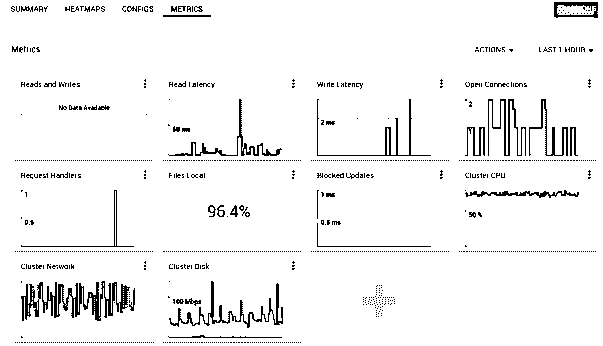 SUMMARY HEATMAPS CONFIGS METRICS
Metrics ACTIONS LAST 1 HOUR
Reads and Writes Read Latency Write Latency Open Connections
No Data Available
2
50 ms 2 ms
Request Handlers Files Local Blocked Updates Cluster CPU
1 1 ms
96.4% 50 %
0.5 0.5 ms
Cluster Network Cluster Disk
100 Mbps